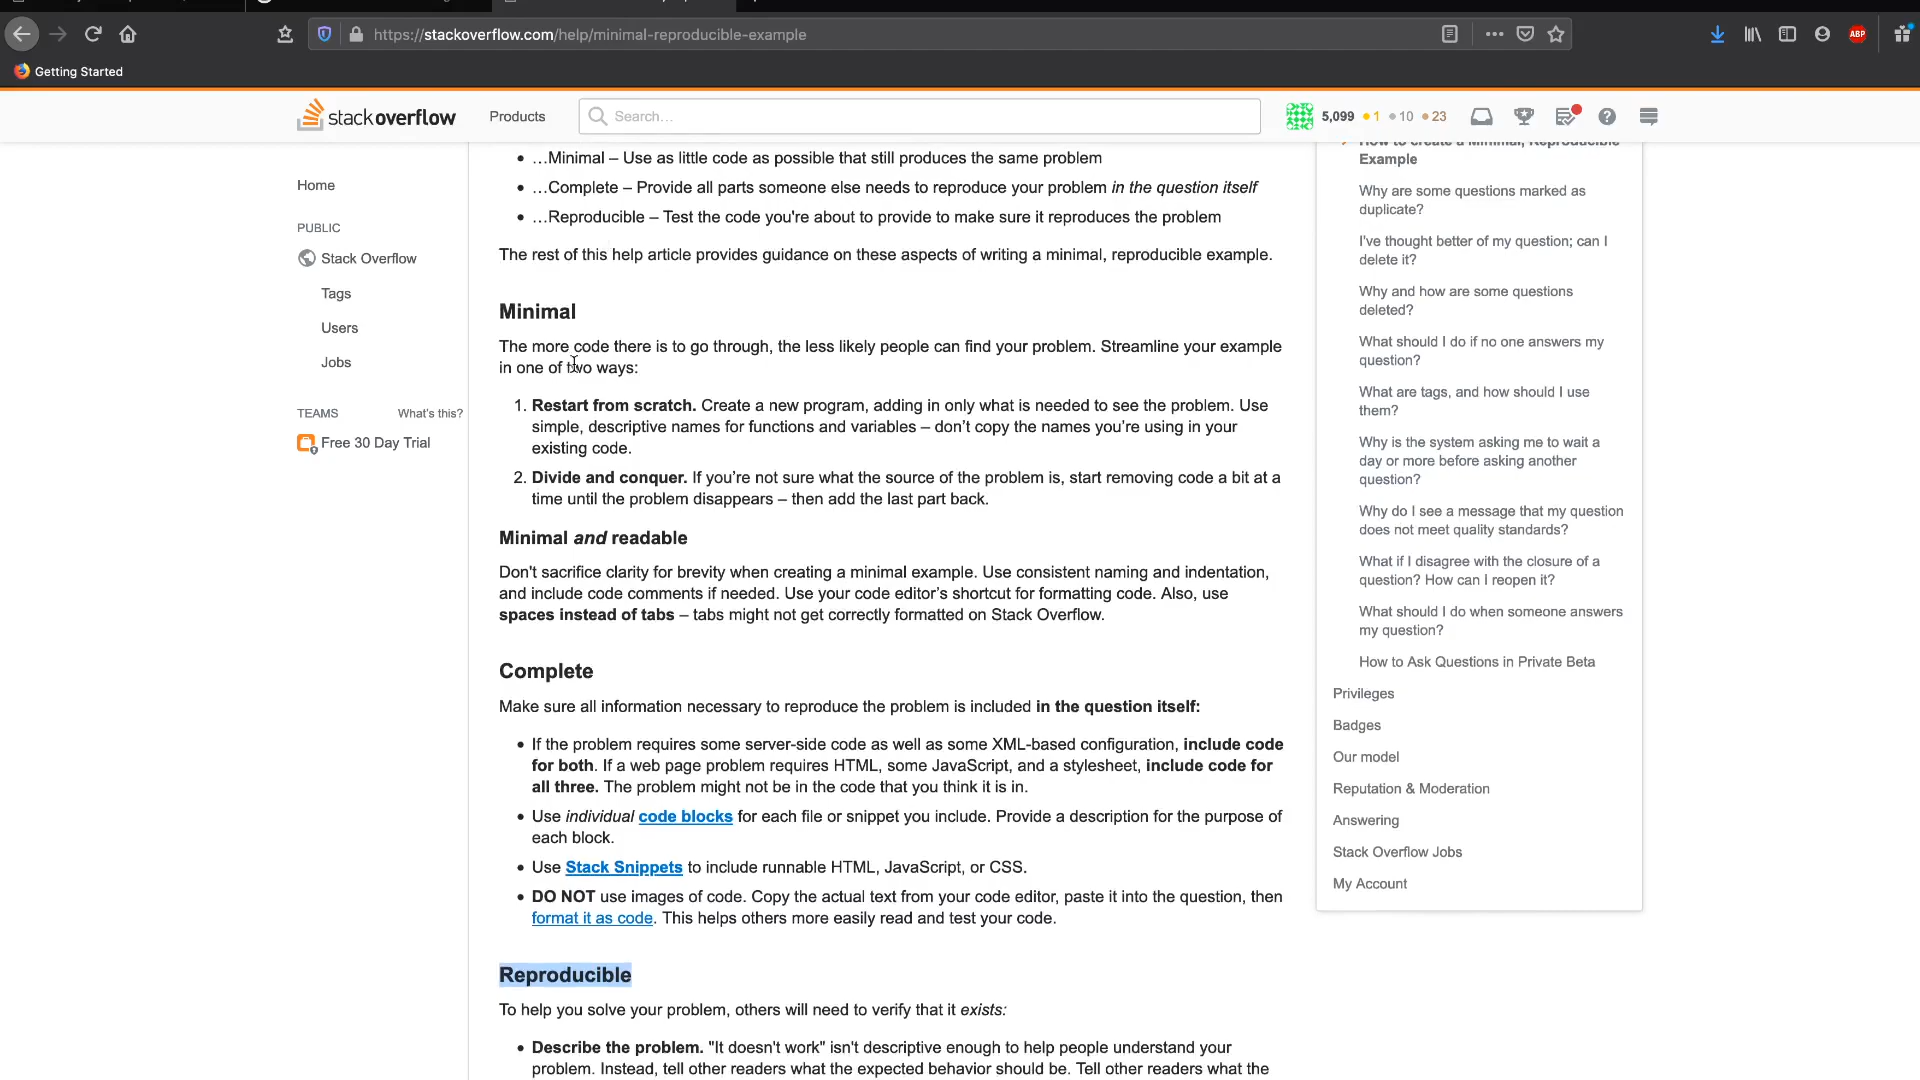 https://stackoverflow.com/help/minimal-reproducible-example
ABP
Getting Started
stackoverflow
Products
Search...
5,099 1 10 23
Home
PUBLIC
Stack Overflow
Tags
Users
Jobs
TEAMS What's this?
Free 30 Day Trial
• …Minimal – Use as little code as possible that still produces the same problem
• …Complete – Provide all parts someone else needs to reproduce your problem in the question itself
• …Reproducible – Test the code you're about to provide to make sure it reproduces the problem
The rest of this help article provides guidance on these aspects of writing a minimal, reproducible example.
Minimal
The more code there is to go through, the less likely people can find your problem. Streamline your example
in one of two ways:
1. Restart from scratch. Create a new program, adding in only what is needed to see the problem. Use
simple, descriptive names for functions and variables – don’t copy the names you’re using in your
existing code.
2. Divide and conquer. If you’re not sure what the source of the problem is, start removing code a bit at a
time until the problem disappears – then add the last part back.
Minimal and readable
Don't sacrifice clarity for brevity when creating a minimal example. Use consistent naming and indentation,
and include code comments if needed. Use your code editor’s shortcut for formatting code. Also, use
spaces instead of tabs – tabs might not get correctly formatted on Stack Overflow.
Complete
Make sure all information necessary to reproduce the problem is included in the question itself:
• If the problem requires some server-side code as well as some XML-based configuration, include code
for both. If a web page problem requires HTML, some JavaScript, and a stylesheet, include code for
all three. The problem might not be in the code that you think it is in.
• Use individual code blocks for each file or snippet you include. Provide a description for the purpose of
each block.
• Use Stack Snippets to include runnable HTML, JavaScript, or CSS.
• DO NOT use images of code. Copy the actual text from your code editor, paste it into the question, then
format it as code. This helps others more easily read and test your code.
Reproducible
To help you solve your problem, others will need to verify that it exists:
• Describe the problem. "It doesn't work" isn't descriptive enough to help people understand your
problem. Instead, tell other readers what the expected behavior should be. Tell other readers what the
How to create a Minimal, Reproducible
Example
Why are some questions marked as
duplicate?
I've thought better of my question; can I
delete it?
Why and how are some questions
deleted?
What should I do if no one answers my
question?
What are tags, and how should I use
them?
Why is the system asking me to wait a
day or more before asking another
question?
Why do I see a message that my question
does not meet quality standards?
What if I disagree with the closure of a
question? How can I reopen it?
What should I do when someone answers
my question?
How to Ask Questions in Private Beta
Privileges
Badges
Our model
Reputation & Moderation
Answering
Stack Overflow Jobs
My Account